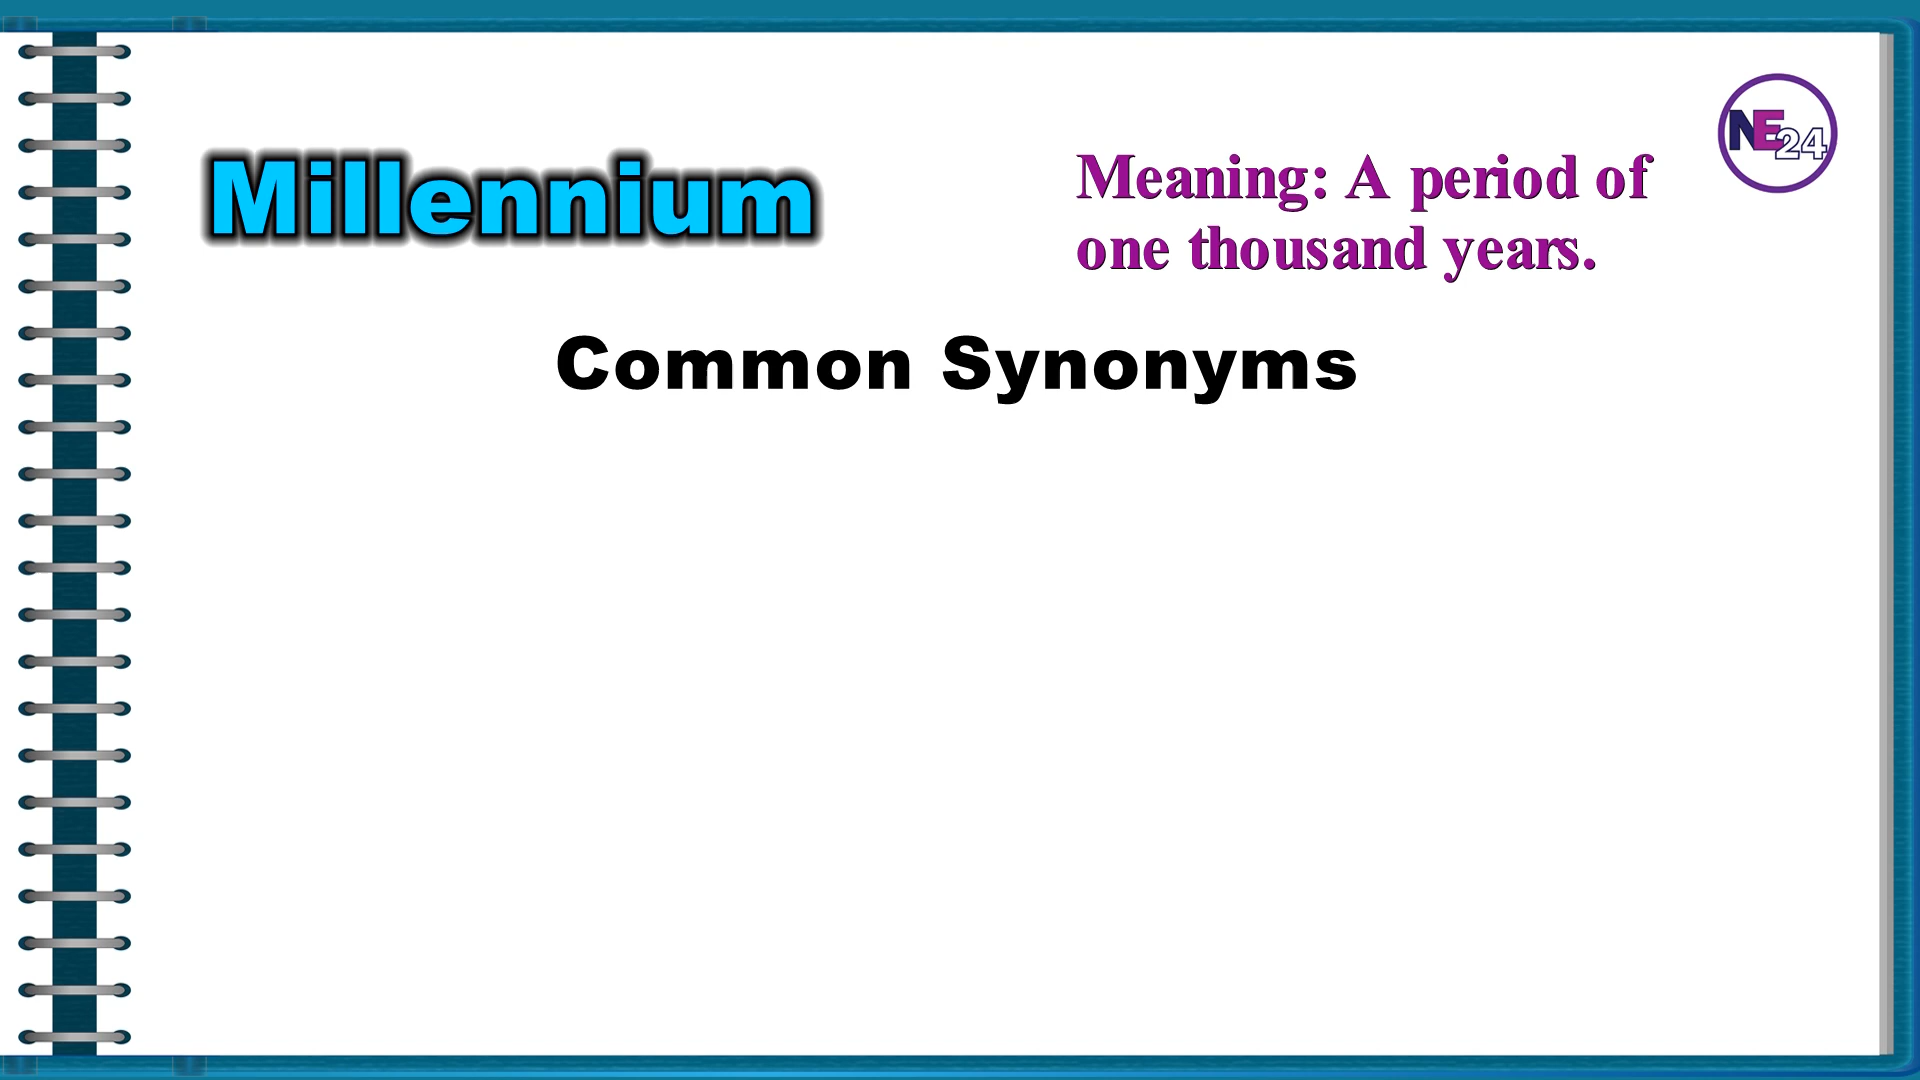 Millennium
Meaning: A period of
one thousand years.
NE24
Common Synonyms